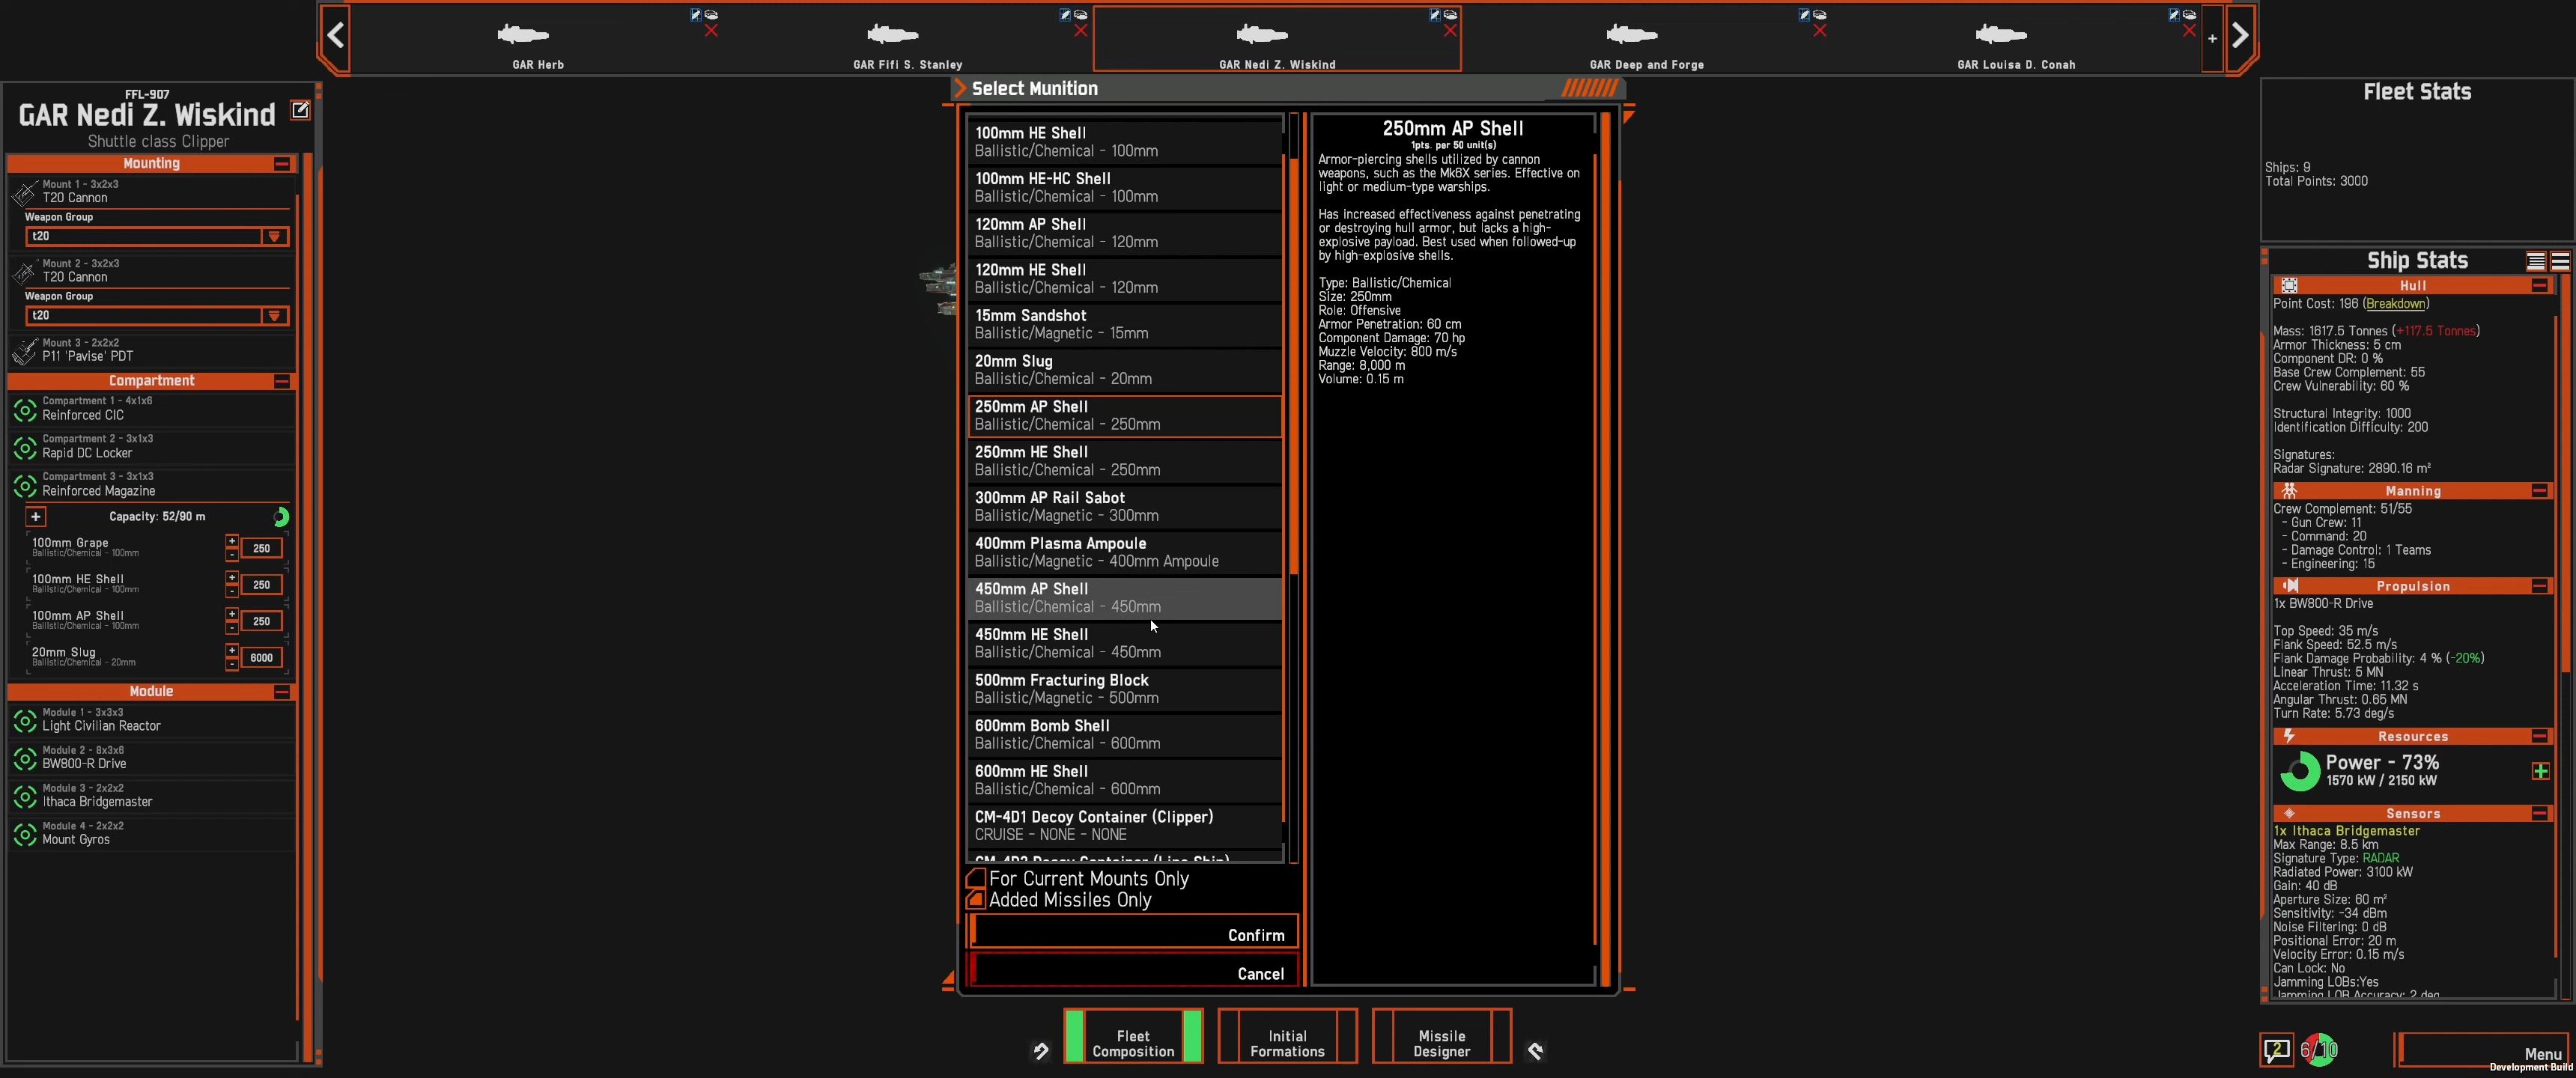 GAR Herb
GAR Fifi S. Stanley
GAR Nedi Z. Wiskind
GAR Deep and Forge
GAR Louisa D. Conah
+
FFL-907
GAR Nedi Z. Wiskind
Shuttle class Clipper
Mounting
Mount 1 - 3x2x3
T20 Cannon
Weapon Group
t20
Mount 2 - 3x2x3
T20 Cannon
Weapon Group
t20
Mount 3 - 2x2x2
P11 'Pavise' PDT
Compartment
Compartment 1 - 4x1x6
Reinforced CIC
Compartment 2 - 3x1x3
Rapid DC Locker
Compartment 3 - 3x1x3
Reinforced Magazine
+ Capacity: 52/90 m
100mm Grape
Ballistic/Chemical - 100mm
+ - 250
100mm HE Shell
Ballistic/Chemical - 100mm
+ - 250
100mm AP Shell
Ballistic/Chemical - 100mm
+ - 250
20mm Slug
Ballistic/Chemical - 20mm
+ - 6000
Module
Module 1 - 3x3x3
Light Civilian Reactor
Module 2 - 8x3x8
BW800-R Drive
Module 3 - 2x2x2
Ithaca Bridgemaster
Module 4 - 2x2x2
Mount Gyros
Select Munition
100mm HE Shell
Ballistic/Chemical - 100mm
100mm HE-HC Shell
Ballistic/Chemical - 100mm
120mm AP Shell
Ballistic/Chemical - 120mm
120mm HE Shell
Ballistic/Chemical - 120mm
15mm Sandshot
Ballistic/Magnetic - 15mm
20mm Slug
Ballistic/Chemical - 20mm
250mm AP Shell
Ballistic/Chemical - 250mm
250mm HE Shell
Ballistic/Chemical - 250mm
300mm AP Rail Sabot
Ballistic/Magnetic - 300mm
400mm Plasma Ampoule
Ballistic/Magnetic - 400mm Ampoule
450mm AP Shell
Ballistic/Chemical - 450mm
450mm HE Shell
Ballistic/Chemical - 450mm
500mm Fracturing Block
Ballistic/Magnetic - 500mm
600mm Bomb Shell
Ballistic/Chemical - 600mm
600mm HE Shell
Ballistic/Chemical - 600mm
CM-4D1 Decoy Container (Clipper)
CRUISE - NONE - NONE
CM-4D2 Decoy Container (Line Ship)
For Current Mounts Only
Added Missiles Only
Confirm
Cancel
250mm AP Shell
1pts. per 50 unit(s)
Armor-piercing shells utilized by cannon
weapons, such as the Mk6X series. Effective on
light or medium-type warships.
Has increased effectiveness against penetrating
or destroying hull armor, but lacks a high-
explosive payload. Best used when followed-up
by high-explosive shells.
Type: Ballistic/Chemical
Size: 250mm
Role: Offensive
Armor Penetration: 60 cm
Component Damage: 70 hp
Muzzle Velocity: 800 m/s
Range: 8,000 m
Volume: 0.15 m
Fleet Composition
Initial Formations
Missile Designer
Fleet Stats
Ships: 9
Total Points: 3000
Ship Stats
Hull
Point Cost: 196 (Breakdown)
Mass: 1617.5 Tonnes (+117.5 Tonnes)
Armor Thickness: 5 cm
Component DR: 0 %
Base Crew Complement: 55
Crew Vulnerability: 60 %
Structural Integrity: 1000
Identification Difficulty: 200
Signatures:
Radar Signature: 2890.16 m²
Manning
Crew Complement: 51/55
- Gun Crew: 11
- Command: 20
- Damage Control: 1 Teams
- Engineering: 15
Propulsion
1x BW800-R Drive
Top Speed: 35 m/s
Flank Speed: 52.5 m/s
Flank Damage Probability: 4 % (-20%)
Linear Thrust: 5 MN
Acceleration Time: 11.32 s
Angular Thrust: 0.65 MN
Turn Rate: 5.73 deg/s
Resources
Power - 73%
1570 kW / 2150 kW
Sensors
1x Ithaca Bridgemaster
Max Range: 8.5 km
Signature Type: RADAR
Radiated Power: 3100 kW
Gain: 40 dB
Aperture Size: 60 m²
Sensitivity: -34 dBm
Noise Filtering: 0 dB
Positional Error: 20 m
Velocity Error: 0.15 m/s
Can Lock: No
Jamming LOBs:Yes
Jamming LOB Accuracy: 2 deg
2
6/10
Menu
Development Build